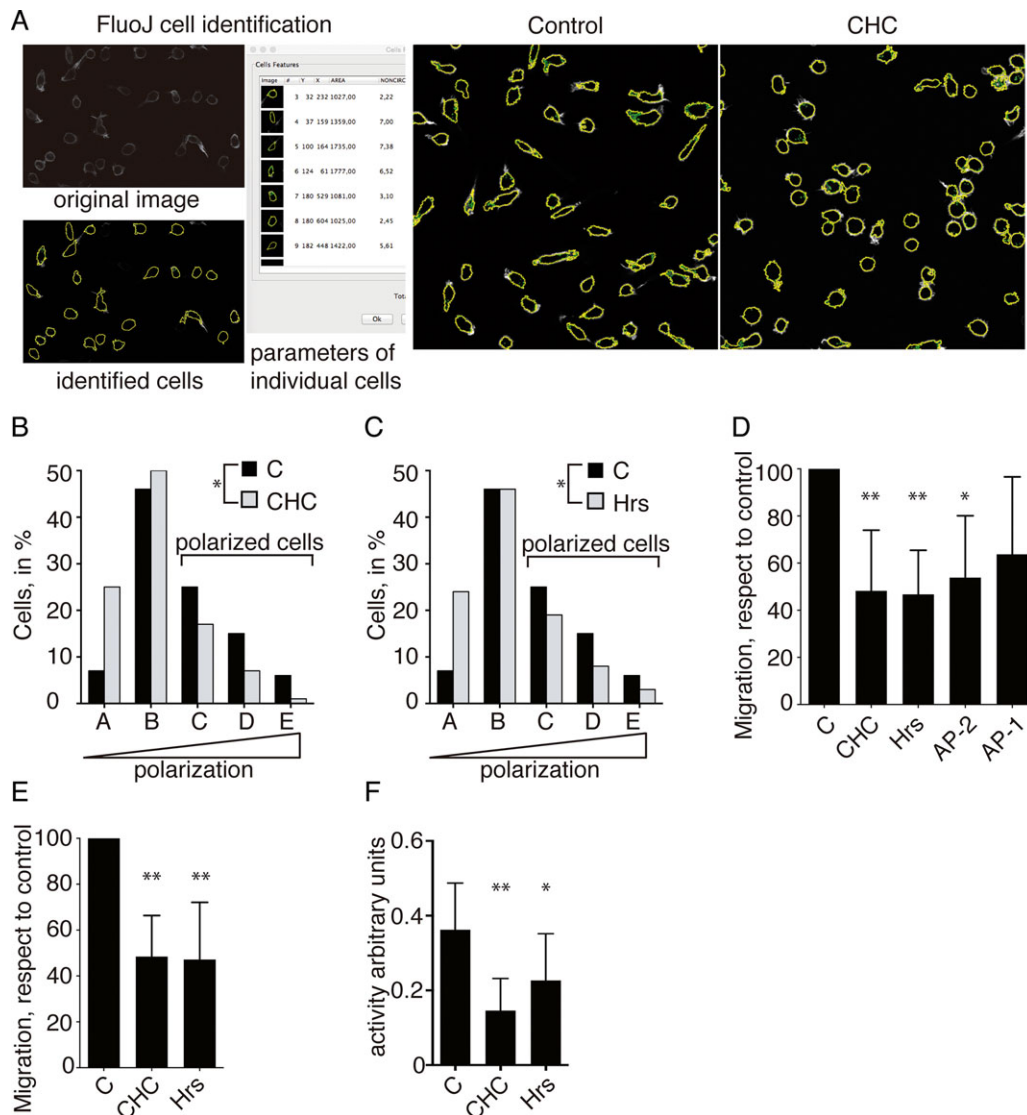 A
FluoJ cell identification
Control
CHC
Cells Features
Image # Y X AREA NONCIRC
3 32 232 1027,00 2,22
4 37 159 1359,00 7,00
5 100 164 1735,00 7,38
6 124 61 1777,00 6,52
7 180 529 1081,00 3,10
8 180 604 1025,00 2,45
9 182 448 1422,00 5,61
Ok
original image
identified cells
parameters of
individual cells
B
Cells, in %
50
40
30
20
10
0
C
CHC
*
polarized cells
A B C D E
polarization
C
Cells, in %
50
40
30
20
10
0
C
Hrs
*
polarized cells
A B C D E
polarization
D
Migration, respect to control
100
80
60
40
20
0
** ** *
C CHC Hrs AP-2 AP-1
E
Migration, respect to control
100
80
60
40
20
0
** **
C CHC Hrs
F
activity arbitrary units
0.6
0.4
0.2
0
** *
C CHC Hrs